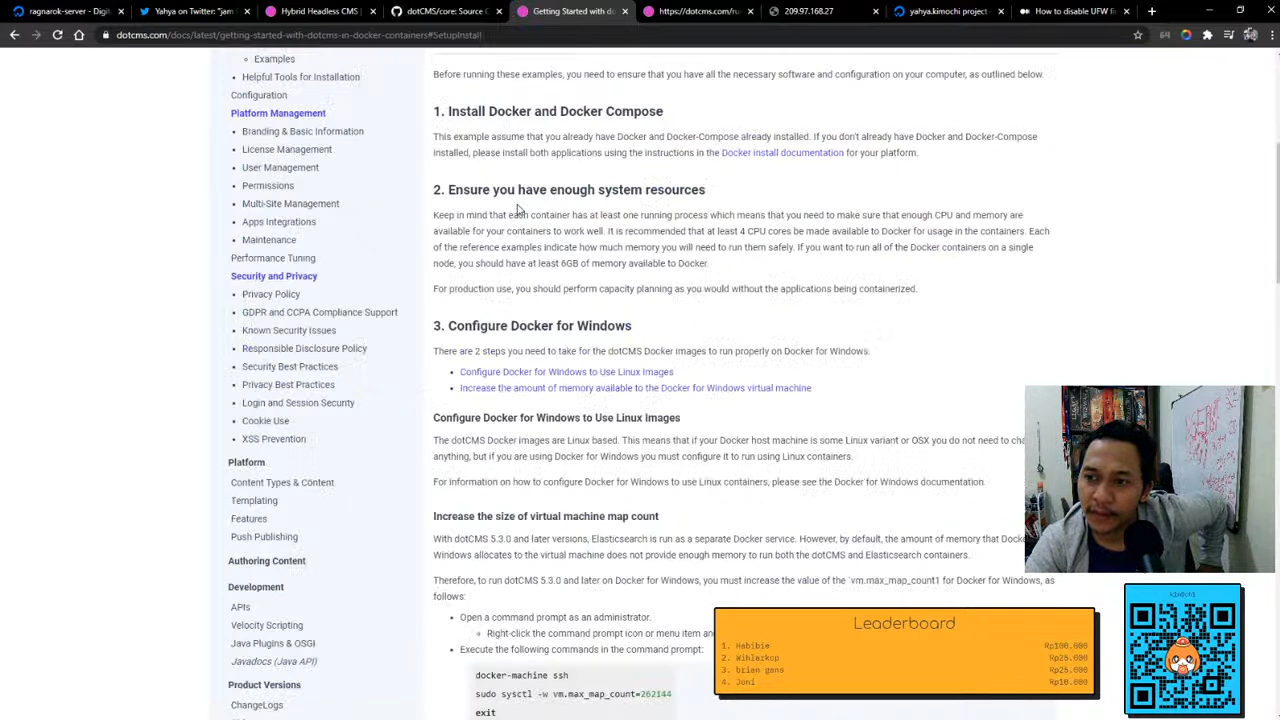 ragnarok-server - Digit
Yahya on Twitter: "jam
Hybrid Headless CMS |
dotCMS/core: Source C
Getting Started with do
https://dotcms.com/ru
209.97.168.27
yahya.kimochi project
How to disable UFW fir
dotcms.com/docs/latest/getting-started-with-dotcms-in-docker-containers#SetupInstall
Examples
Helpful Tools for Installation
Configuration
Platform Management
Branding & Basic Information
License Management
User Management
Permissions
Multi-Site Management
Apps Integrations
Maintenance
Performance Tuning
Security and Privacy
Privacy Policy
GDPR and CCPA Compliance Support
Known Security Issues
Responsible Disclosure Policy
Security Best Practices
Privacy Best Practices
Login and Session Security
Cookie Use
XSS Prevention
Platform
Content Types & Content
Templating
Features
Push Publishing
Authoring Content
Development
APIs
Velocity Scripting
Java Plugins & OSGI
Javadocs (Java API)
Product Versions
ChangeLogs
Before running these examples, you need to ensure that you have all the necessary software and configuration on your computer, as outlined below.
1. Install Docker and Docker Compose
This example assume that you already have Docker and Docker-Compose already installed. If you don't already have Docker and Docker-Compose
installed, please install both applications using the instructions in the Docker install documentation for your platform.
2. Ensure you have enough system resources
Keep in mind that each container has at least one running process which means that you need to make sure that enough CPU and memory are
available for your containers to work well. It is recommended that at least 4 CPU cores be made available to Docker for usage in the containers. Each
of the reference examples indicate how much memory you will need to run them safely. If you want to run all of the Docker containers on a single
node, you should have at least 6GB of memory available to Docker.
For production use, you should perform capacity planning as you would without the applications being containerized.
3. Configure Docker for Windows
There are 2 steps you need to take for the dotCMS Docker images to run properly on Docker for Windows.
Configure Docker for Windows to Use Linux Images
Increase the amount of memory available to the Docker for Windows virtual machine
Configure Docker for Windows to Use Linux Images
The dotCMS Docker images are Linux based. This means that if your Docker host machine is some Linux variant or OSX you do not need to cha
anything, but if you are using Docker for Windows you must configure it to run using Linux containers.
For information on how to configure Docker for Windows to use Linux containers, please see the Docker for Windows documentation.
Increase the size of virtual machine map count
With dotCMS 5.3.0 and later versions, Elasticsearch is run as a separate Docker service. However, by default, the amount of memory that Docke
Windows allocates to the virtual machine does not provide enough memory to run both the dotCMS and Elasticsearch containers.
Therefore, to run dotCMS 5.3.0 and later on Docker for Windows, you must increase the value of the `vm.max_map_count1 for Docker for Windows, as
follows:
Open a command prompt as an administrator.
Right-click the command prompt icon or menu item and
Execute the following commands in the command prompt:
docker-machine ssh
sudo sysctl -w vm.max_map_count=262144
exit
Leaderboard
1. Habibie Rp100.000
2. Wihlazkop Rp25.000
3. brian gans Rp25.000
4. Joni Rp10.000
k1m0ch1